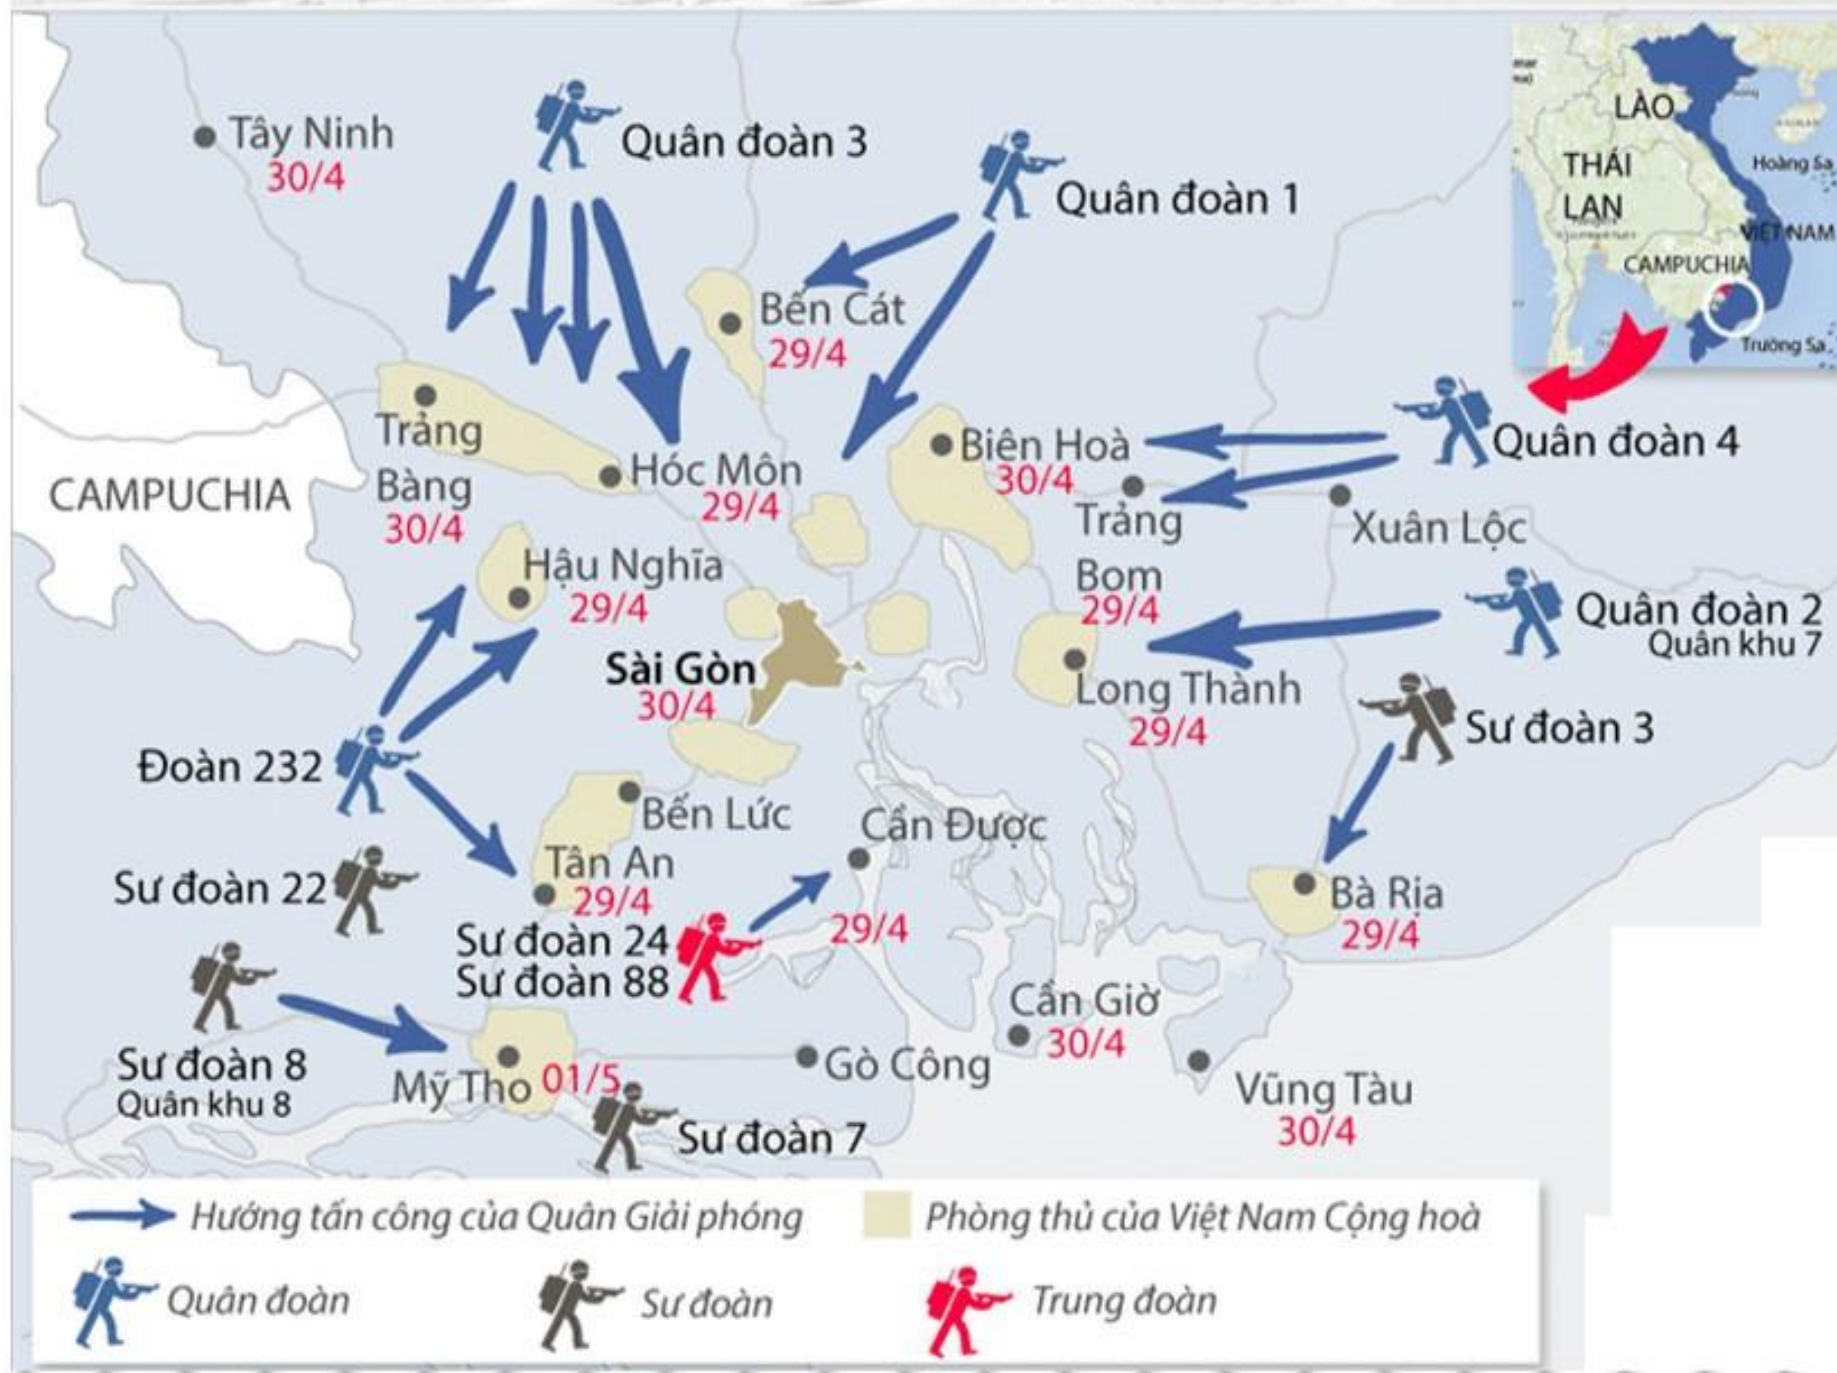 Tây Ninh
30/4
Quân đoàn 3
Quân đoàn 1
LÀO
THÁI
LAN
Hoàng Sa
VIỆT NAM
CAMPUCHIA
Trường Sa
Bến Cát
29/4
Trảng
Bàng
30/4
Hóc Môn
29/4
Biên Hoà
30/4
Quân đoàn 4
CAMPUCHIA
Trảng
Bom
29/4
Xuân Lộc
Hậu Nghĩa
29/4
Quân đoàn 2
Quân khu 7
Sài Gòn
30/4
Long Thành
29/4
Sư đoàn 3
Đoàn 232
Bến Lức
Cần Được
29/4
Sư đoàn 22
Tân An
29/4
Bà Rịa
29/4
Sư đoàn 24
Sư đoàn 88
Cần Giờ
30/4
Sư đoàn 8
Quân khu 8
Mỹ Tho 01/5
Gò Công
Vũng Tàu
30/4
Sư đoàn 7
Hướng tấn công của Quân Giải phóng
Phòng thủ của Việt Nam Cộng hoà
Quân đoàn
Sư đoàn
Trung đoàn